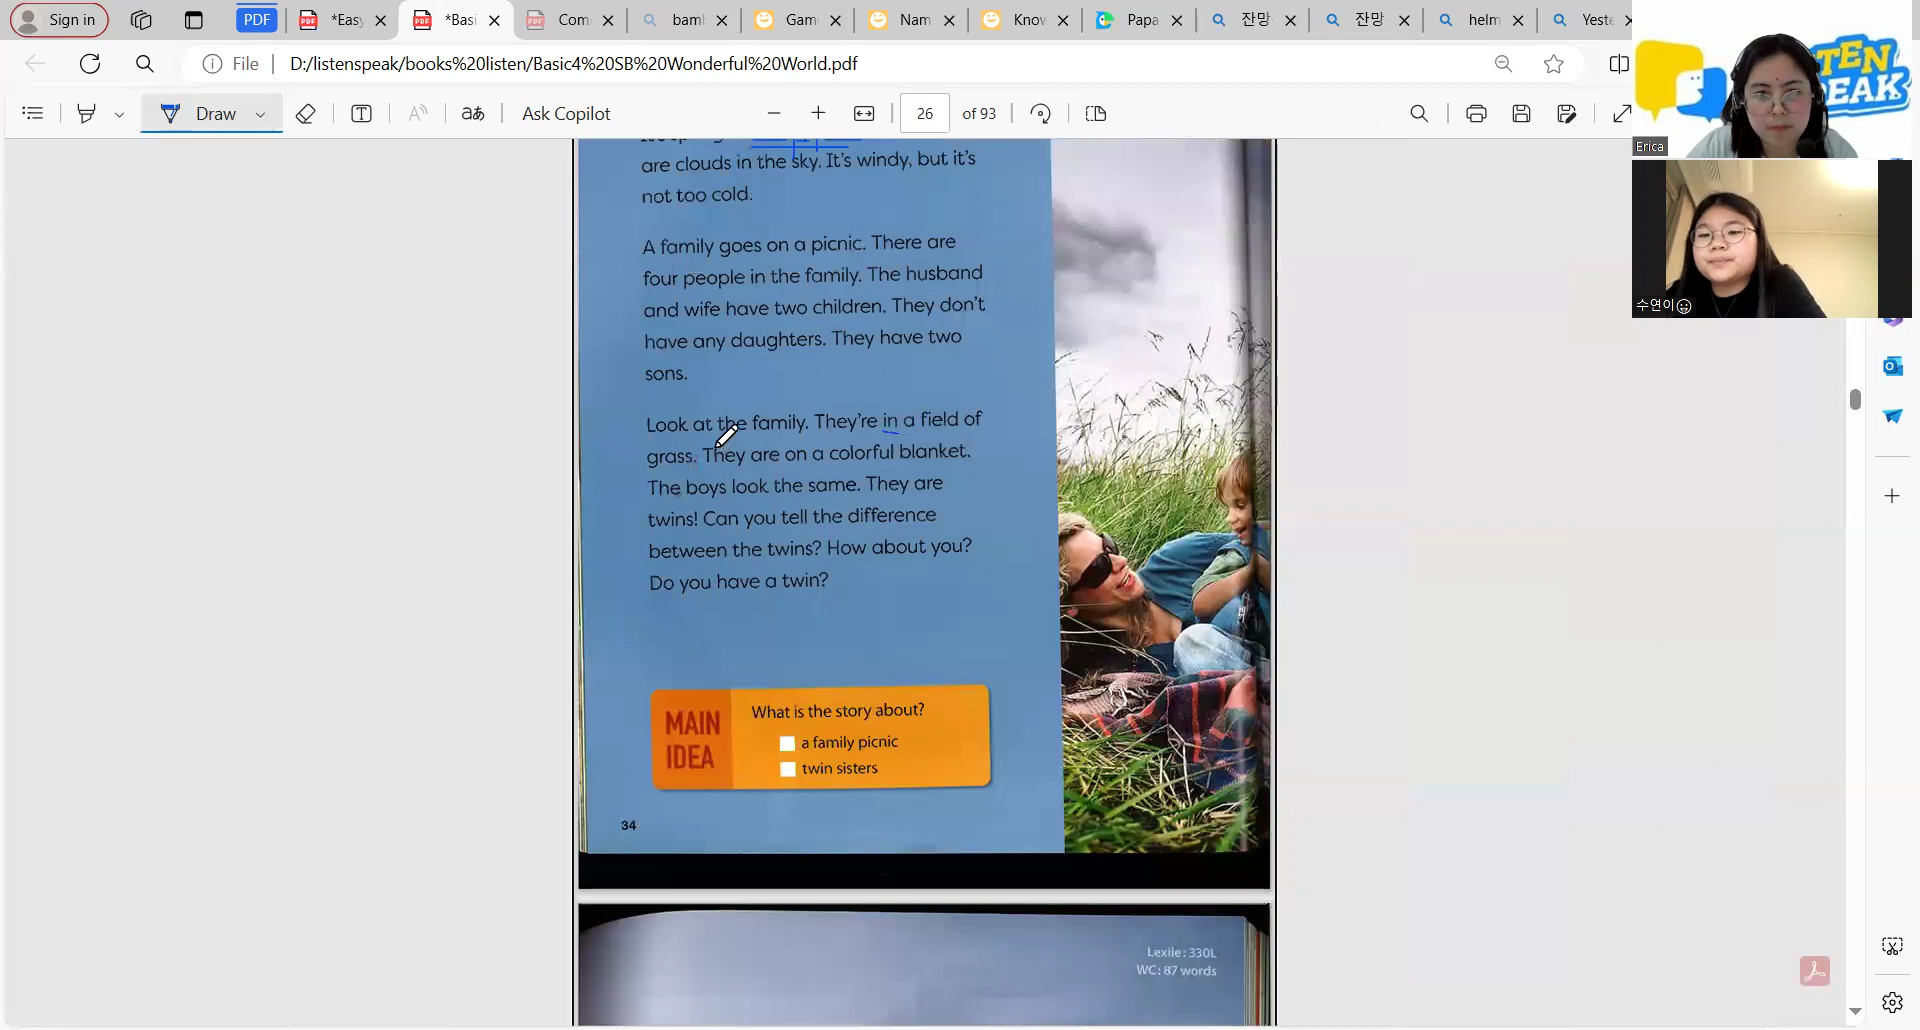 Sign in
PDF
*Easy
*Basi
Com
baml
Gam
Nam
Know
Papa
잔망
잔망
helm
Yeste
File
D:/listenspeak/books%20listen/Basic4%20SB%20Wonderful%20World.pdf
Draw
aあ
Ask Copilot
26
of 93
TEN
EAK
Erica
수연이
are clouds in the sky. It's windy, but it's
not too cold.
A family goes on a picnic. There are
four people in the family. The husband
and wife have two children. They don't
have any daughters. They have two
sons.
Look at the family. They're in a field of
grass. They are on a colorful blanket.
The boys look the same. They are
twins! Can you tell the difference
between the twins? How about you?
Do you have a twin?
MAIN
IDEA
What is the story about?
a family picnic
twin sisters
34
Lexile: 330L
WC: 87 words